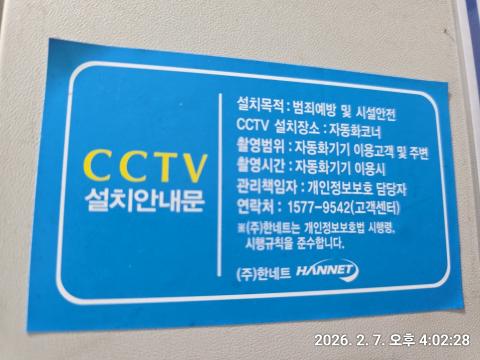 CCTV
설치안내문
설치목적 : 범죄예방 및 시설안전
CCTV 설치장소 : 자동화코너
촬영범위 : 자동화기기 이용고객 및 주변
촬영시간 : 자동화기기 이용시
관리책임자 : 개인정보보호 담당자
연락처 : 1577-9542(고객센터)
※(주)한네트는 개인정보보호법 시행령,
시행규칙을 준수합니다.
(주)한네트 HANNET
2026. 2. 7. 오후 4:02:28